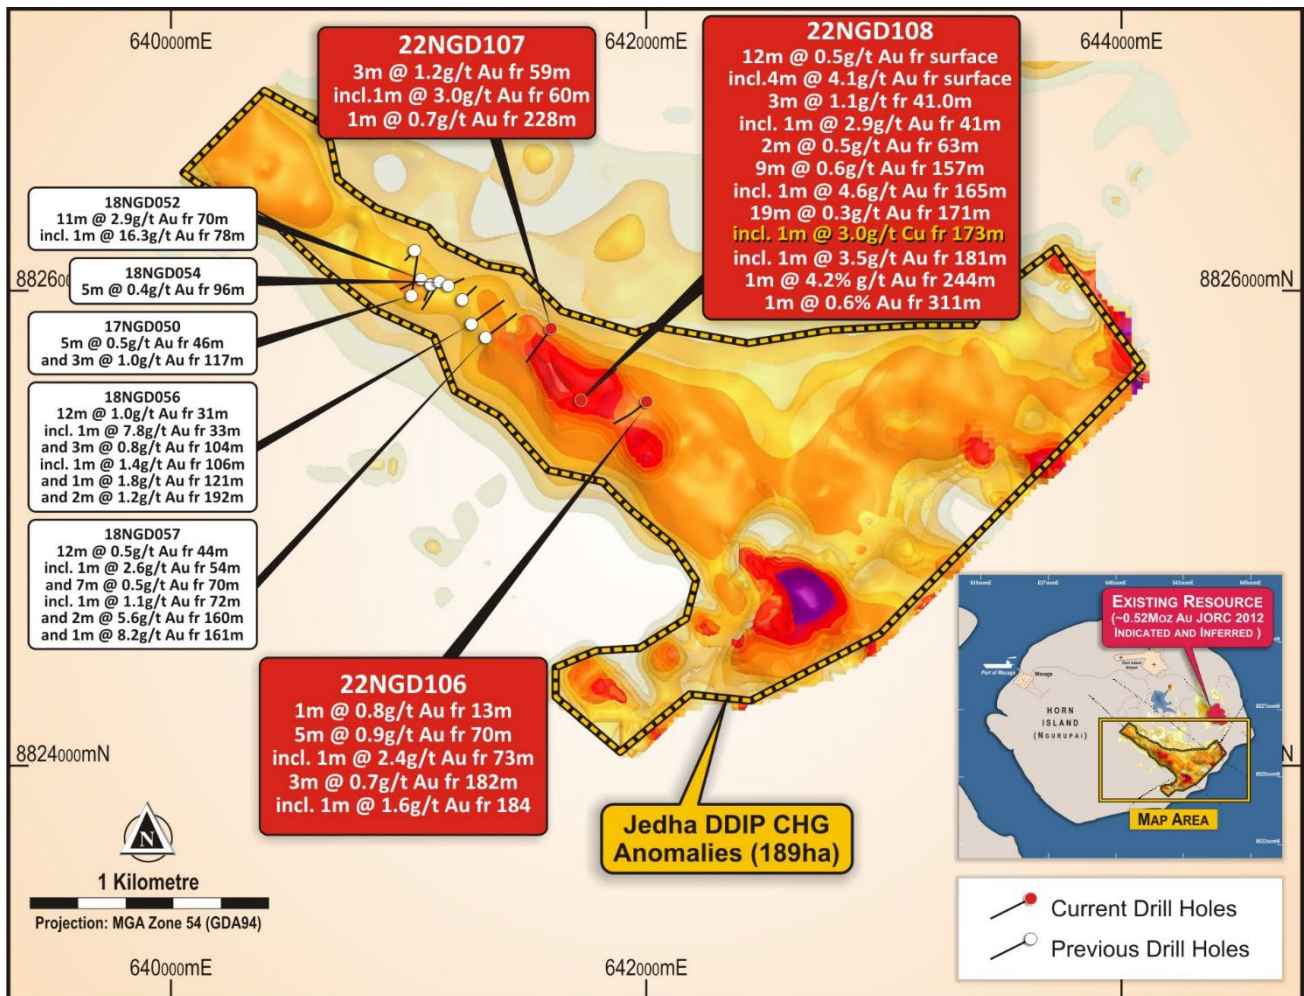 640000mE
642000mE
644000mE
22NGD107
3m @ 1.2g/t Au fr 59m
incl.1m @ 3.0g/t Au fr 60m
1m @ 0.7g/t Au fr 228m
22NGD108
12m @ 0.5g/t Au fr surface
incl.4m @ 4.1g/t Au fr surface
3m @ 1.1g/t fr 41.0m
incl. 1m @ 2.9g/t Au fr 41m
2m @ 0.5g/t Au fr 63m
9m @ 0.6g/t Au fr 157m
incl. 1m @ 4.6g/t Au fr 165m
19m @ 0.3g/t Au fr 171m
incl. 1m @ 3.0g/t Cu fr 173m
incl. 1m @ 3.5g/t Au fr 181m
1m @ 4.2% g/t Au fr 244m
1m @ 0.6% Au fr 311m
18NGD052
11m @ 2.9g/t Au fr 70m
incl. 1m @ 16.3g/t Au fr 78m
8826000mN
18NGD054
5m @ 0.4g/t Au fr 96m
17NGD050
5m @ 0.5g/t Au fr 46m
and 3m @ 1.0g/t Au fr 117m
18NGD056
12m @ 1.0g/t Au fr 31m
incl. 1m @ 7.8g/t Au fr 33m
and 3m @ 0.8g/t Au fr 104m
incl. 1m @ 1.4g/t Au fr 106m
and 1m @ 1.8g/t Au fr 121m
and 2m @ 1.2g/t Au fr 192m
18NGD057
12m @ 0.5g/t Au fr 44m
incl. 1m @ 2.6g/t Au fr 54m
and 7m @ 0.5g/t Au fr 70m
incl. 1m @ 1.1g/t Au fr 72m
and 2m @ 5.6g/t Au fr 160m
and 1m @ 8.2g/t Au fr 161m
22NGD106
1m @ 0.8g/t Au fr 13m
5m @ 0.9g/t Au fr 70m
incl. 1m @ 2.4g/t Au fr 73m
3m @ 0.7g/t Au fr 182m
incl. 1m @ 1.6g/t Au fr 184
8824000mN
Jedha DDIP CHG
Anomalies (189ha)
EXISTING RESOURCE
(~0.52MOZ AU JORC 2012
INDICATED AND INFERRED )
HORN
ISLAND
(NGURUPAI)
MAP AREA
N
1 Kilometre
Projection: MGA Zone 54 (GDA94)
Current Drill Holes
Previous Drill Holes
640000mE
642000mE